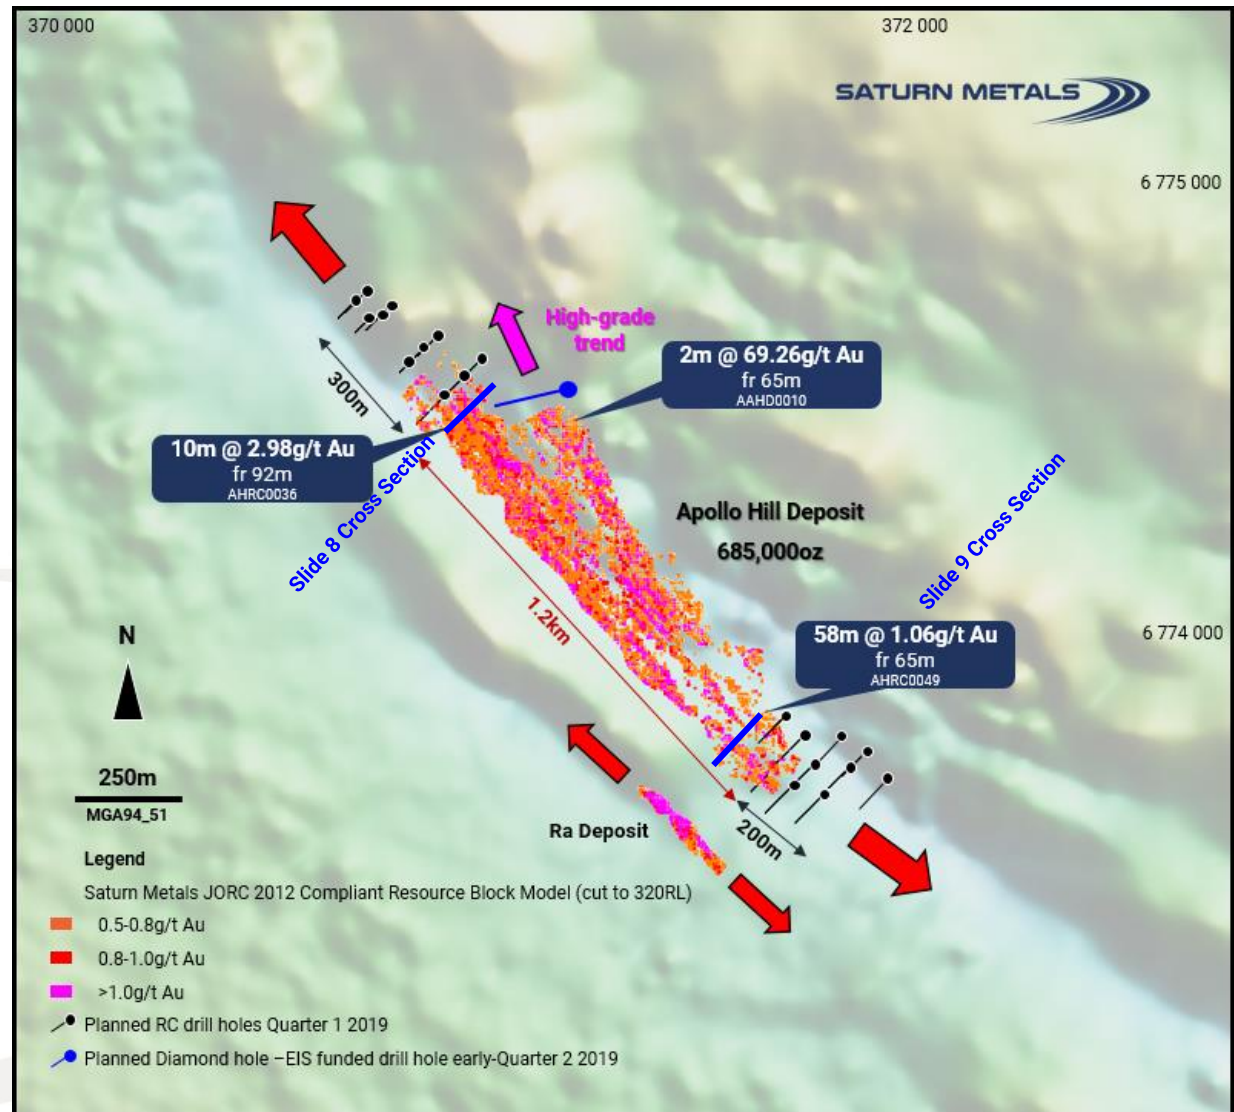 370 000
372 000
SATURN METALS
6 775 000
High-grade
trend
2m @ 69.26g/t Au
fr 65m
AAHD0010
300m
10m @ 2.98g/t Au
fr 92m
AHRC0036
Slide 8 Cross Section
Apollo Hill Deposit
685,000oz
Slide 9 Cross Section
1.2km
6 774 000
58m @ 1.06g/t Au
fr 65m
AHRC0049
N
250m
MGA94_51
Ra Deposit
200m
Legend
Saturn Metals JORC 2012 Compliant Resource Block Model (cut to 320RL)
0.5-0.8g/t Au
0.8-1.0g/t Au
>1.0g/t Au
Planned RC drill holes Quarter 1 2019
Planned Diamond hole –EIS funded drill hole early-Quarter 2 2019